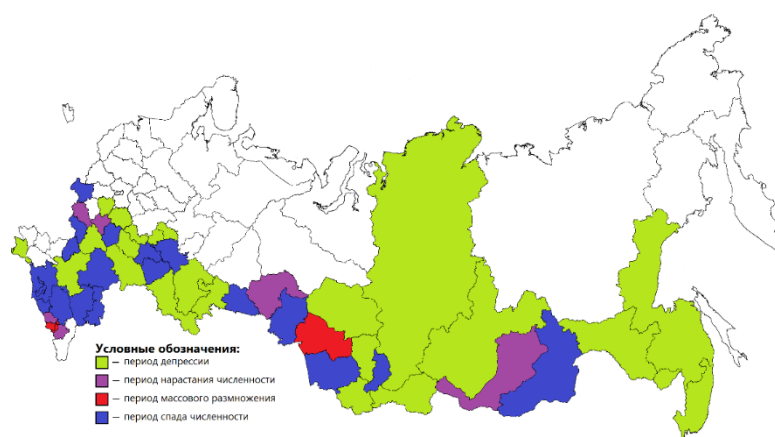 Условные обозначения:
– период депрессии
– период нарастания численности
– период массового размножения
– период спада численности